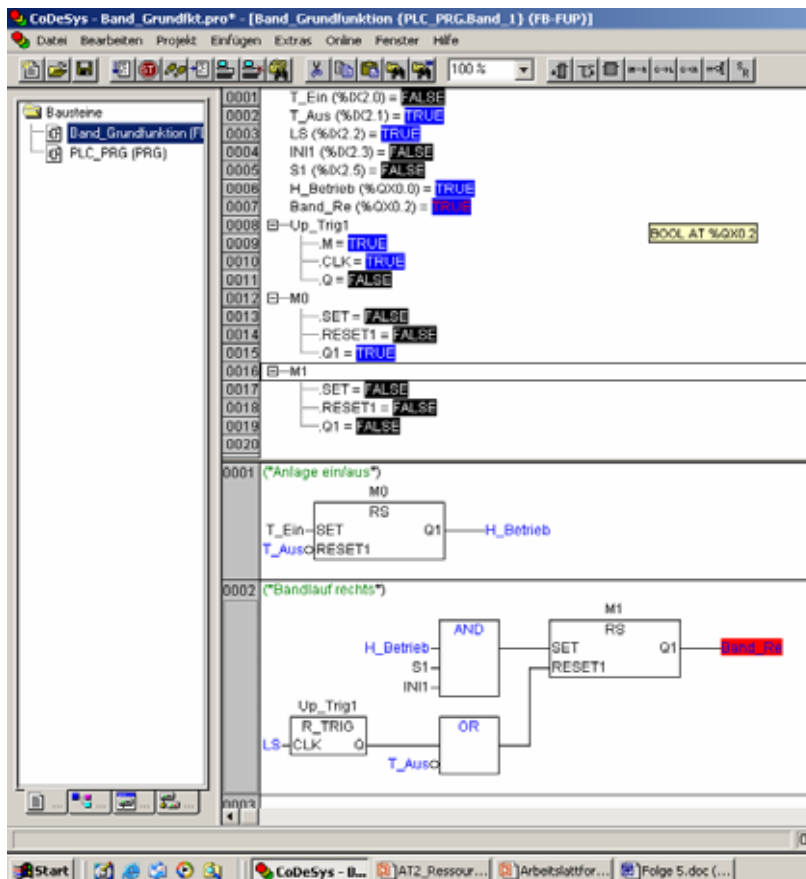 CoDeSys - Band_Grundfkt.pro* - [Band_Grundfunktion (PLC_PRG.Band_1) (FB-FUP)]
Datei Bearbeiten Projekt Einfügen Extras Online Fenster Hilfe
100 %
Bausteine
Band_Grundfunktion (F
PLC_PRG (PRG)
0001 T_Ein (%IX2.0) = FALSE
0002 T_Aus (%IX2.1) = TRUE
0003 LS (%IX2.2) = TRUE
0004 INI1 (%IX2.3) = FALSE
0005 S1 (%IX2.5) = FALSE
0006 H_Betrieb (%QX0.0) = TRUE
0007 Band_Re (%QX0.2) = TRUE
0008 Up_Trig1
BOOL AT %QX0.2
0009 .M = TRUE
0010 .CLK = TRUE
0011 .Q = FALSE
0012 M0
0013 .SET = FALSE
0014 .RESET1 = FALSE
0015 .Q1 = TRUE
0016 M1
0017 .SET = FALSE
0018 .RESET1 = FALSE
0019 .Q1 = FALSE
0020
0001 (*Anlage ein/aus*)
M0
RS
T_Ein SET Q1 H_Betrieb
T_Aus RESET1
0002 (*Bandlauf rechts*)
M1
AND RS
H_Betrieb SET Q1 Band_Re
S1 RESET1
INI1
Up_Trig1
R_TRIG OR
LS CLK Q
T_Aus
0003
Start CoDeSys - B... AT2_Ressour... Arbeitslattfor... Folge 5.doc (...